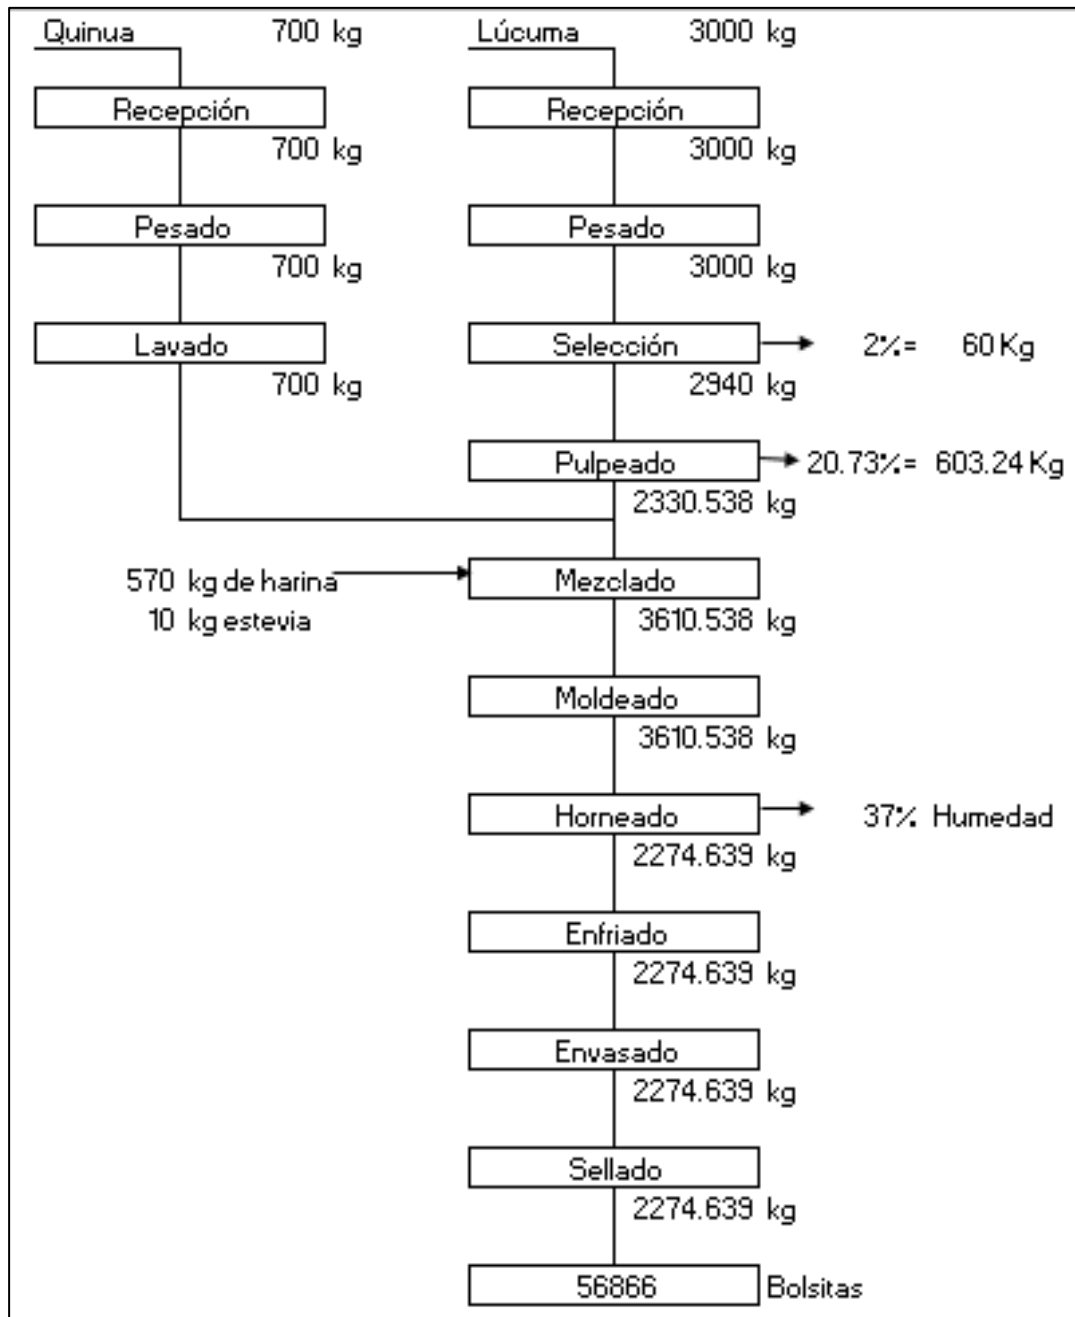 Quinua 700 kg Lúcuma 3000 kg
Recepción Recepción
700 kg 3000 kg
Pesado Pesado
700 kg 3000 kg
Lavado Selección 2%= 60 Kg
700 kg 2940 kg
Pulpeado 20.73%= 603.24 Kg
2330.538 kg
570 kg de harina Mezclado
10 kg estevia 3610.538 kg
Moldeado
3610.538 kg
Horneado 37% Humedad
2274.639 kg
Enfriado
2274.639 kg
Envasado
2274.639 kg
Sellado
2274.639 kg
56866 Bolsitas